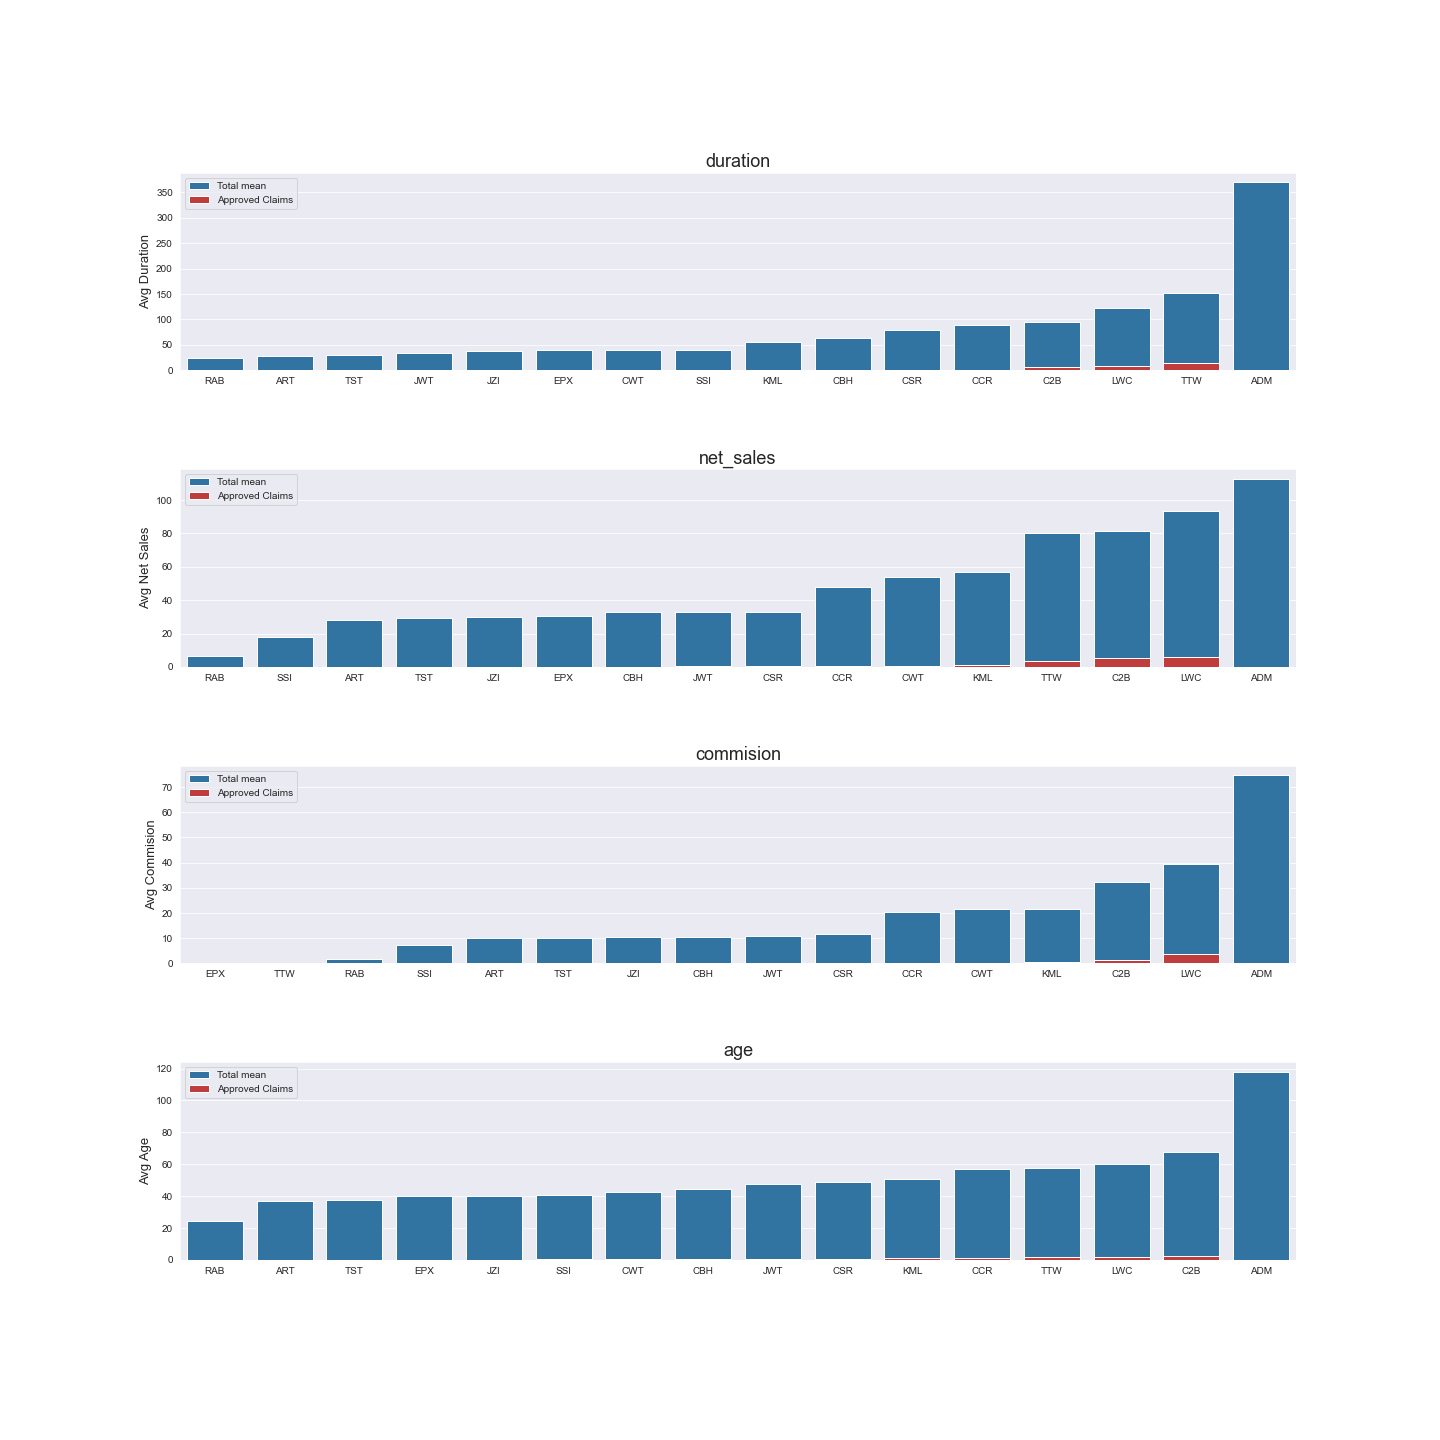 duration
Total mean
Approved Claims
Avg Duration
350
300
250
200
150
100
50
0
RAB ART TST JWT JZI EPX CWT SSI KML CBH CSR CCR C2B LWC TTW ADM
net_sales
Total mean
Approved Claims
Avg Net Sales
100
80
60
40
20
0
RAB SSI ART TST JZI EPX CBH JWT CSR CCR CWT KML TTW C2B LWC ADM
commision
Total mean
Approved Claims
Avg Commision
70
60
50
40
30
20
10
0
EPX TTW RAB SSI ART TST JZI CBH JWT CSR CCR CWT KML C2B LWC ADM
age
Total mean
Approved Claims
Avg Age
120
100
80
60
40
20
0
RAB ART TST EPX JZI SSI CWT CBH JWT CSR KML CCR TTW LWC C2B ADM